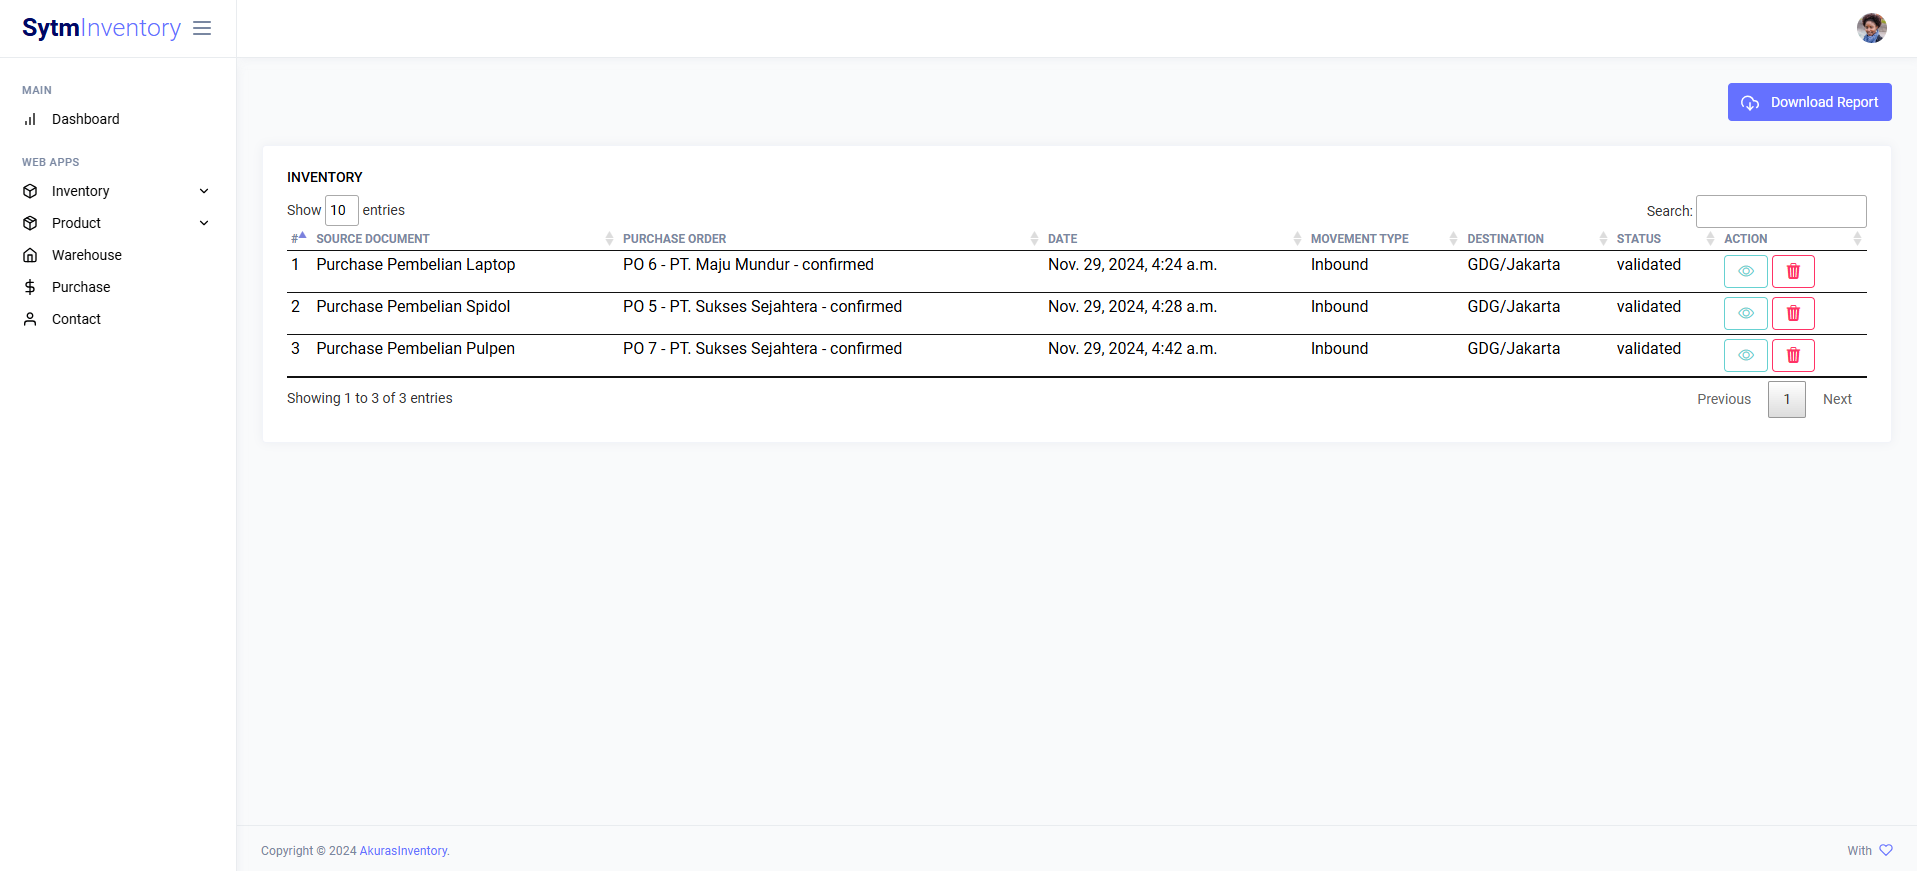 SytmInventory
MAIN
Dashboard
WEB APPS
Inventory
Product
Warehouse
Purchase
Contact
Download Report
INVENTORY
Show 10 entries
Search:
# SOURCE DOCUMENT PURCHASE ORDER DATE MOVEMENT TYPE DESTINATION STATUS ACTION
1 Purchase Pembelian Laptop PO 6 - PT. Maju Mundur - confirmed Nov. 29, 2024, 4:24 a.m. Inbound GDG/Jakarta validated
2 Purchase Pembelian Spidol PO 5 - PT. Sukses Sejahtera - confirmed Nov. 29, 2024, 4:28 a.m. Inbound GDG/Jakarta validated
3 Purchase Pembelian Pulpen PO 7 - PT. Sukses Sejahtera - confirmed Nov. 29, 2024, 4:42 a.m. Inbound GDG/Jakarta validated
Showing 1 to 3 of 3 entries
Previous 1 Next
Copyright © 2024 AkurasInventory.
With